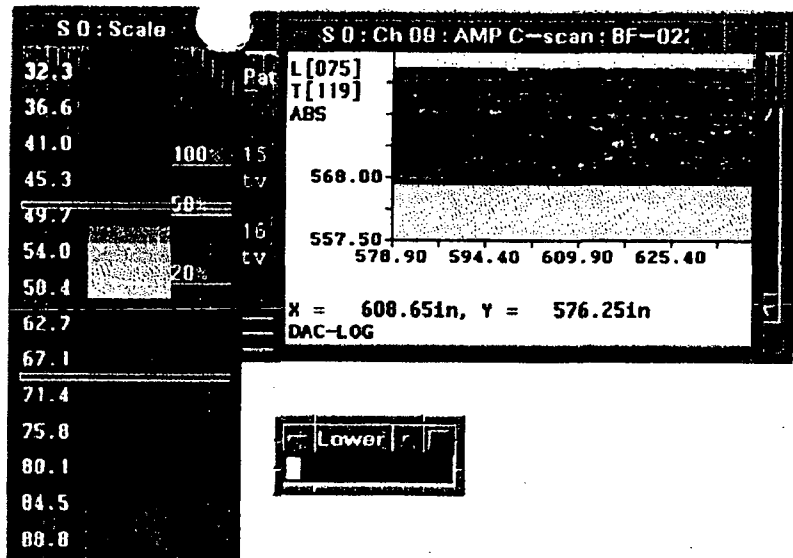 S 0 : Scale
32.3
36.6
41.0
45.3
49.7
54.0
58.4
62.7
67.1
71.4
75.8
80.1
84.5
88.8
100%
50%
20%
Pat
15
tv
16
tv
S 0 : Ch 08 : AMP C-scan : BF-02
L[075]
T[119]
ABS
568.00
557.50
578.90 594.40 609.90 625.40
X = 608.65in, Y = 576.25in
DAC-LOG
Lower